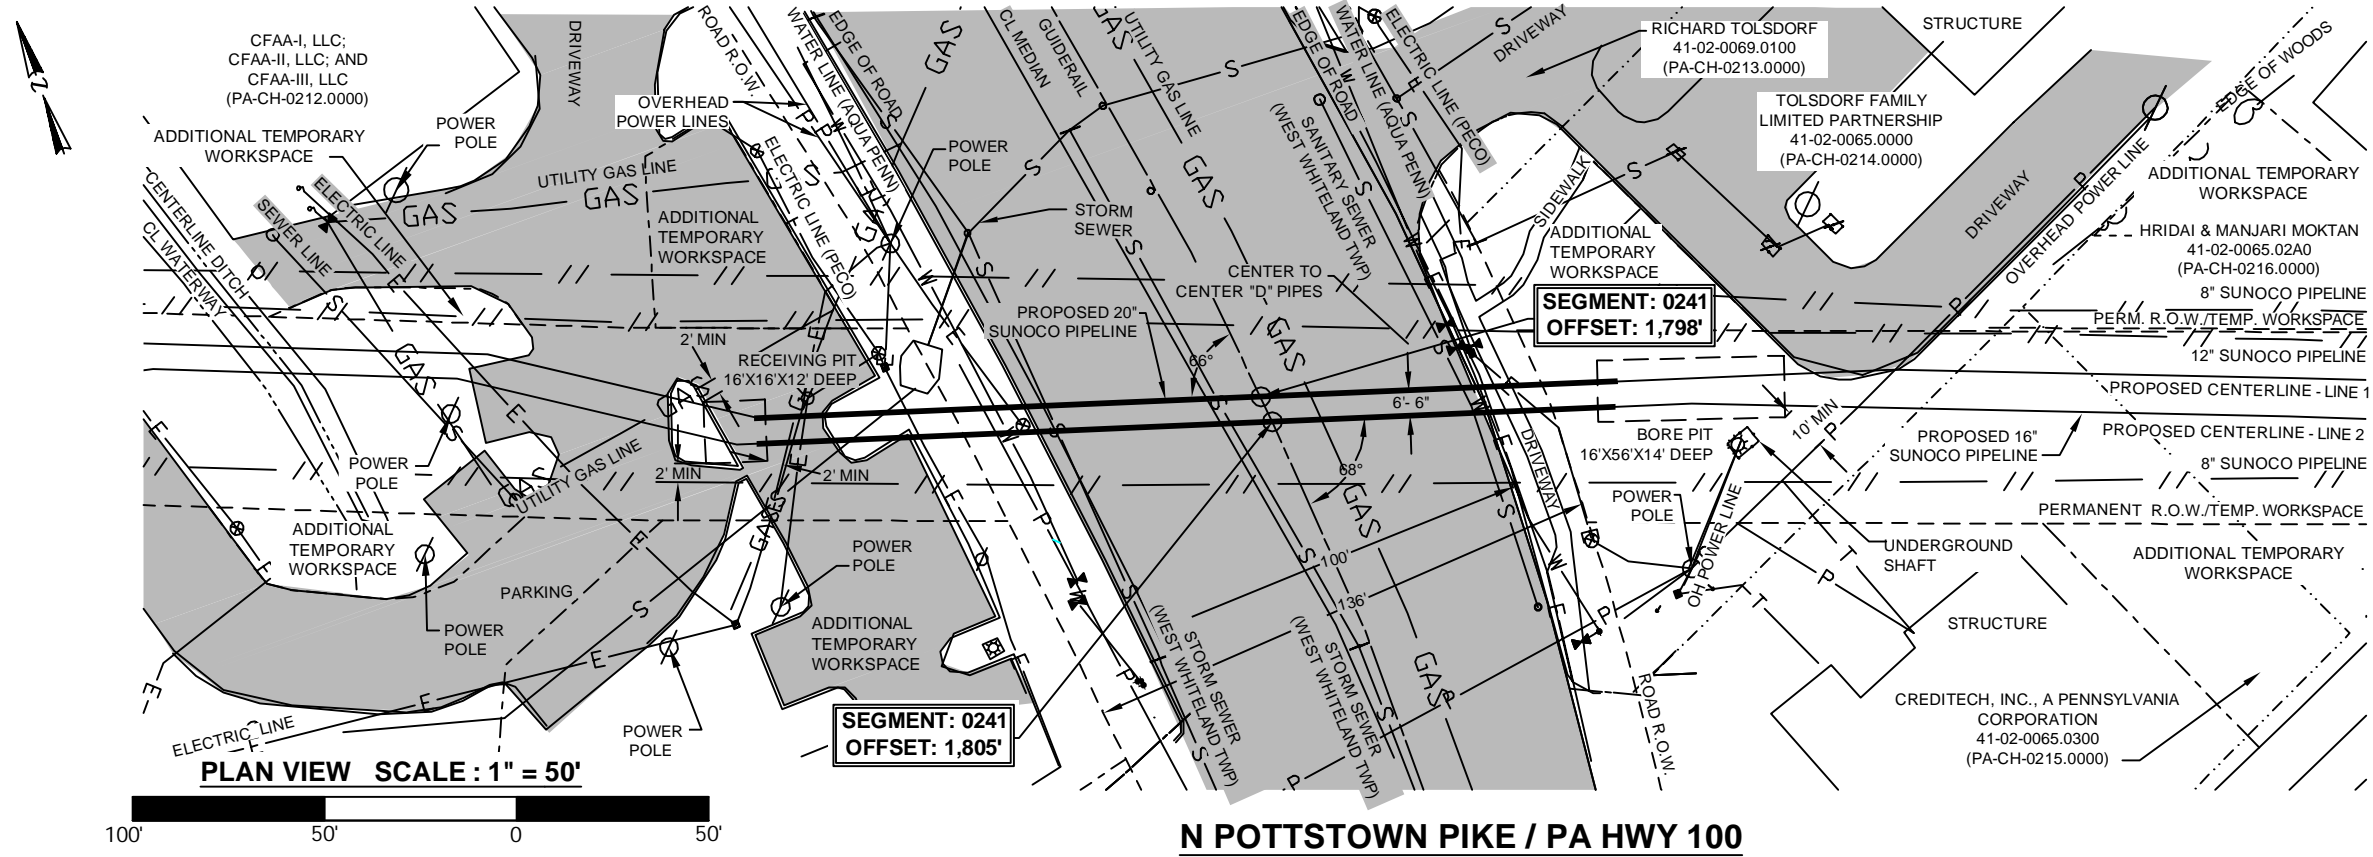 CFAA-I, LLC;
CFAA-II, LLC; AND
CFAA-III, LLC
(PA-CH-0212.0000)
ADDITIONAL TEMPORARY
WORKSPACE
POWER
POLE
DRIVEWAY
ROAD R.O.W.
WATER LINE (AQUA PENN)
EDGE OF ROAD
OVERHEAD
POWER LINES
ELECTRIC LINE (PECO)
POWER
POLE
GAS
CL MEDIAN
GUIDERAIL
GAS
UTILITY GAS LINE
GAS
EDGE OF ROAD
WATER LINE (AQUA PENN)
ELECTRIC LINE (PECO)
DRIVEWAY
RICHARD TOLSDORF
41-02-0069.0100
(PA-CH-0213.0000)
STRUCTURE
EDGE OF WOODS
TOLSDORF FAMILY
LIMITED PARTNERSHIP
41-02-0065.0000
(PA-CH-0214.0000)
ADDITIONAL TEMPORARY
WORKSPACE
HRIDAI & MANJARI MOKTAN
41-02-0065.02A0
(PA-CH-0216.0000)
8" SUNOCO PIPELINE
PERM. R.O.W./TEMP. WORKSPACE
12" SUNOCO PIPELINE
PROPOSED CENTERLINE - LINE 1
PROPOSED CENTERLINE - LINE 2
8" SUNOCO PIPELINE
PERMANENT R.O.W./TEMP. WORKSPACE
ADDITIONAL TEMPORARY
WORKSPACE
CENTERLINE DITCH
CL WATERWAY
SEWER LINE
ELECTRIC LINE
UTILITY GAS LINE
GAS
GAS
ADDITIONAL
TEMPORARY
WORKSPACE
STORM
SEWER
SANITARY SEWER
(WEST WHITELAND TWP)
CENTER TO
CENTER "D" PIPES
PROPOSED 20"
SUNOCO PIPELINE
SIDEWALK
ADDITIONAL
TEMPORARY
WORKSPACE
SEGMENT: 0241
OFFSET: 1,798'
DRIVEWAY
OVERHEAD POWER LINE
2' MIN
RECEIVING PIT
16'X16'X12' DEEP
66°
GAS
6'- 6"
68°
GAS
GAS
GAS
2' MIN
2' MIN
UTILITY GAS LINE
GAS
POWER
POLE
ADDITIONAL
TEMPORARY
WORKSPACE
DRIVEWAY
BORE PIT
16'X56'X14' DEEP
10' MIN
PROPOSED 16"
SUNOCO PIPELINE
POWER
POLE
OH POWER LINE
UNDERGROUND
SHAFT
100'
136'
PARKING
POWER
POLE
POWER
POLE
ADDITIONAL
TEMPORARY
WORKSPACE
STORM SEWER
(WEST WHITELAND TWP)
STORM SEWER
(WEST WHITELAND TWP)
GAS
ROAD R.O.W.
STRUCTURE
CREDITECH, INC., A PENNSYLVANIA
CORPORATION
41-02-0065.0300
(PA-CH-0215.0000)
ELECTRIC LINE
POWER
POLE
SEGMENT: 0241
OFFSET: 1,805'
PLAN VIEW SCALE : 1" = 50'
100' 50' 0 50'
N POTTSTOWN PIKE / PA HWY 100